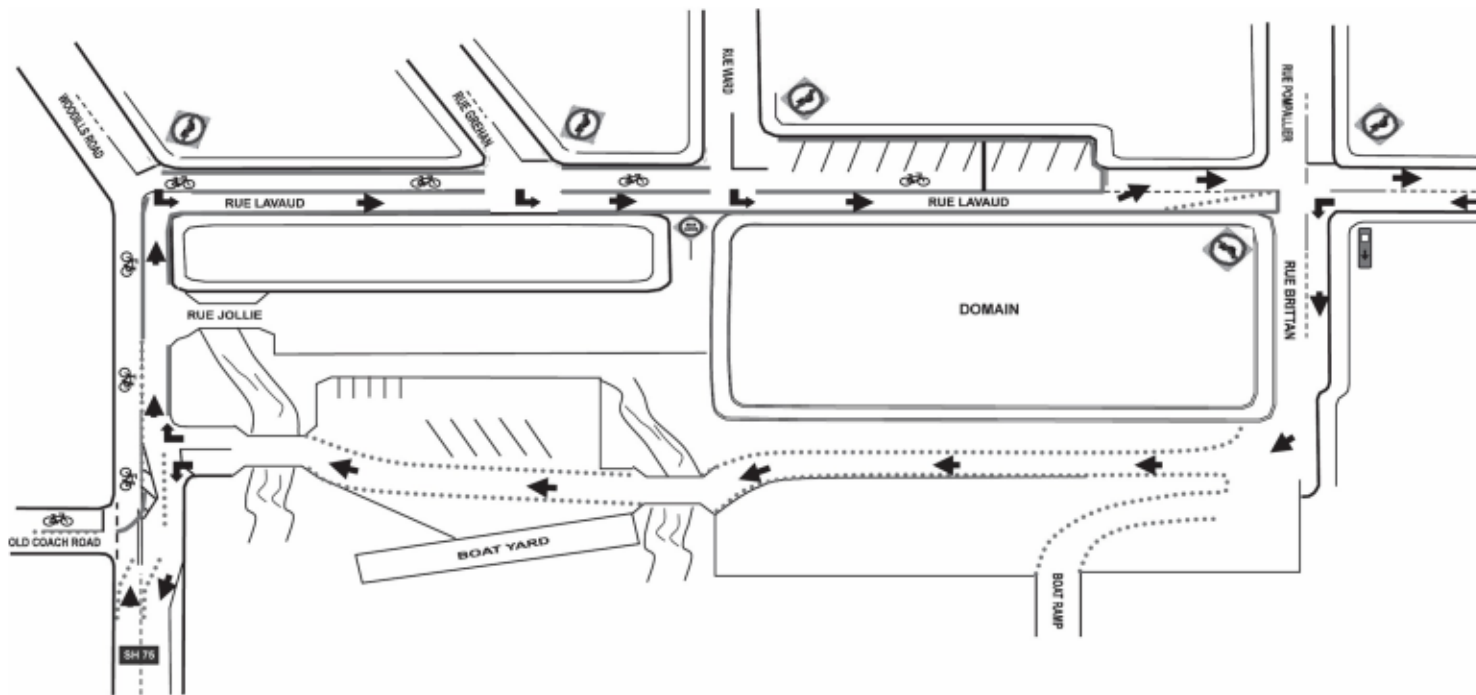 WOODILLS ROAD
RUE GREHAN
RUE VIARD
RUE POMPALLIER
RUE LAVAUD
RUE LAVAUD
RUE JOLLIE
DOMAIN
RUE BRITTAN
OLD COACH ROAD
BOAT YARD
BOAT RAMP
SH 75